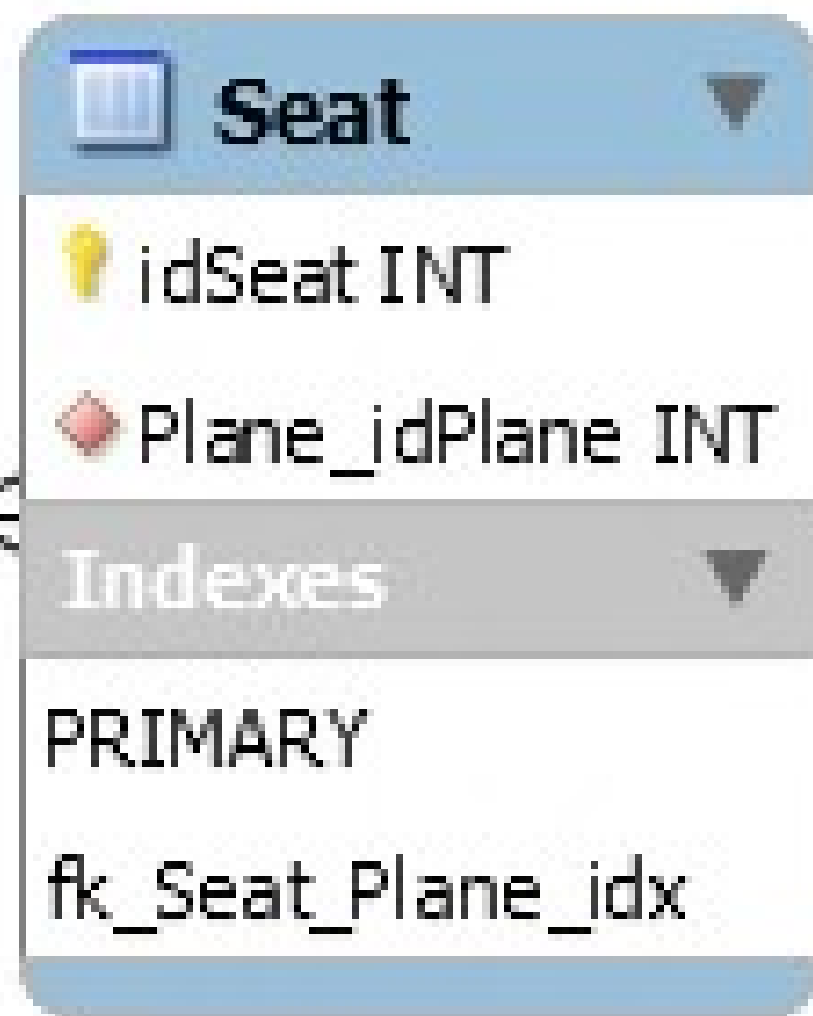 Seat
idSeat INT
Plane_idPlane INT
Indexes
PRIMARY
fk_Seat_Plane_idx